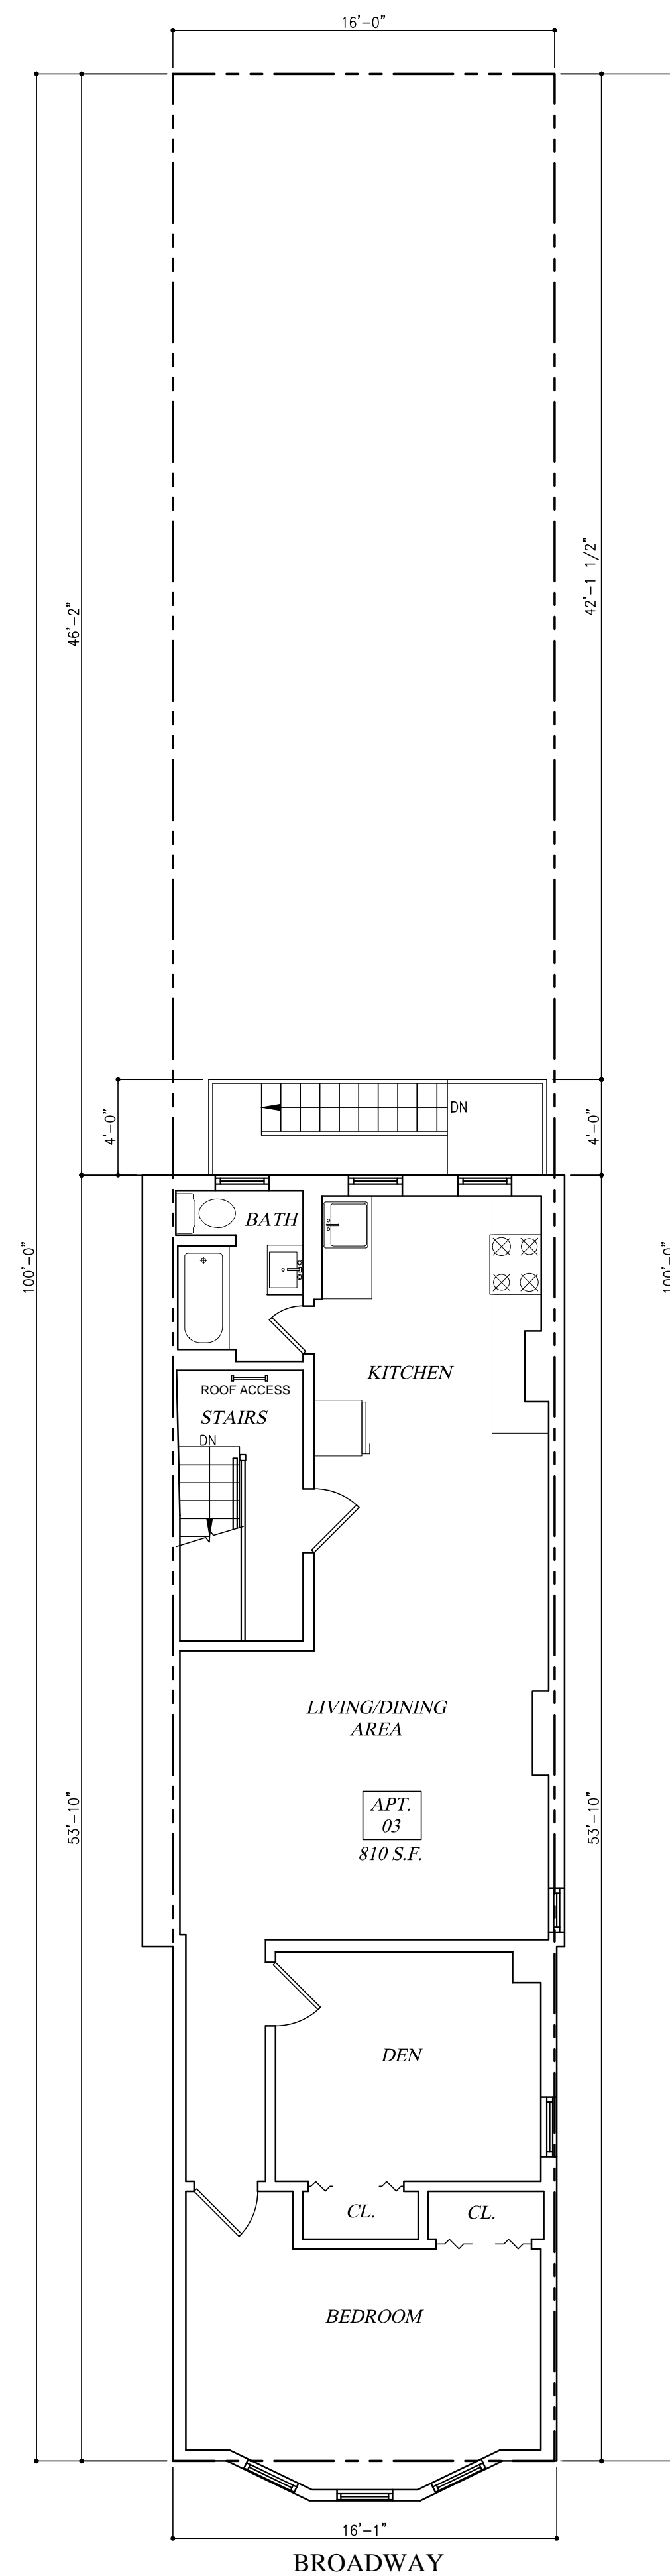 16'-0"
42'-1 1/2"
46'-2"
4'-0"
DN
4'-0"
BATH
100'-0"
100'-0"
KITCHEN
ROOF ACCESS
STAIRS
DN
LIVING/DINING
AREA
APT.
03
810 S.F.
53'-10"
53'-10"
DEN
CL.
CL.
BEDROOM
16'-1"
BROADWAY